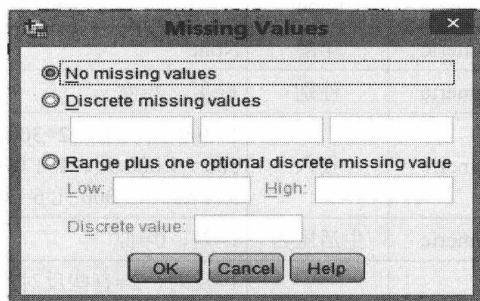 Missing Values
No missing values
Discrete missing values
Range plus one optional discrete missing value
Low: High:
Discrete value:
OK Cancel Help